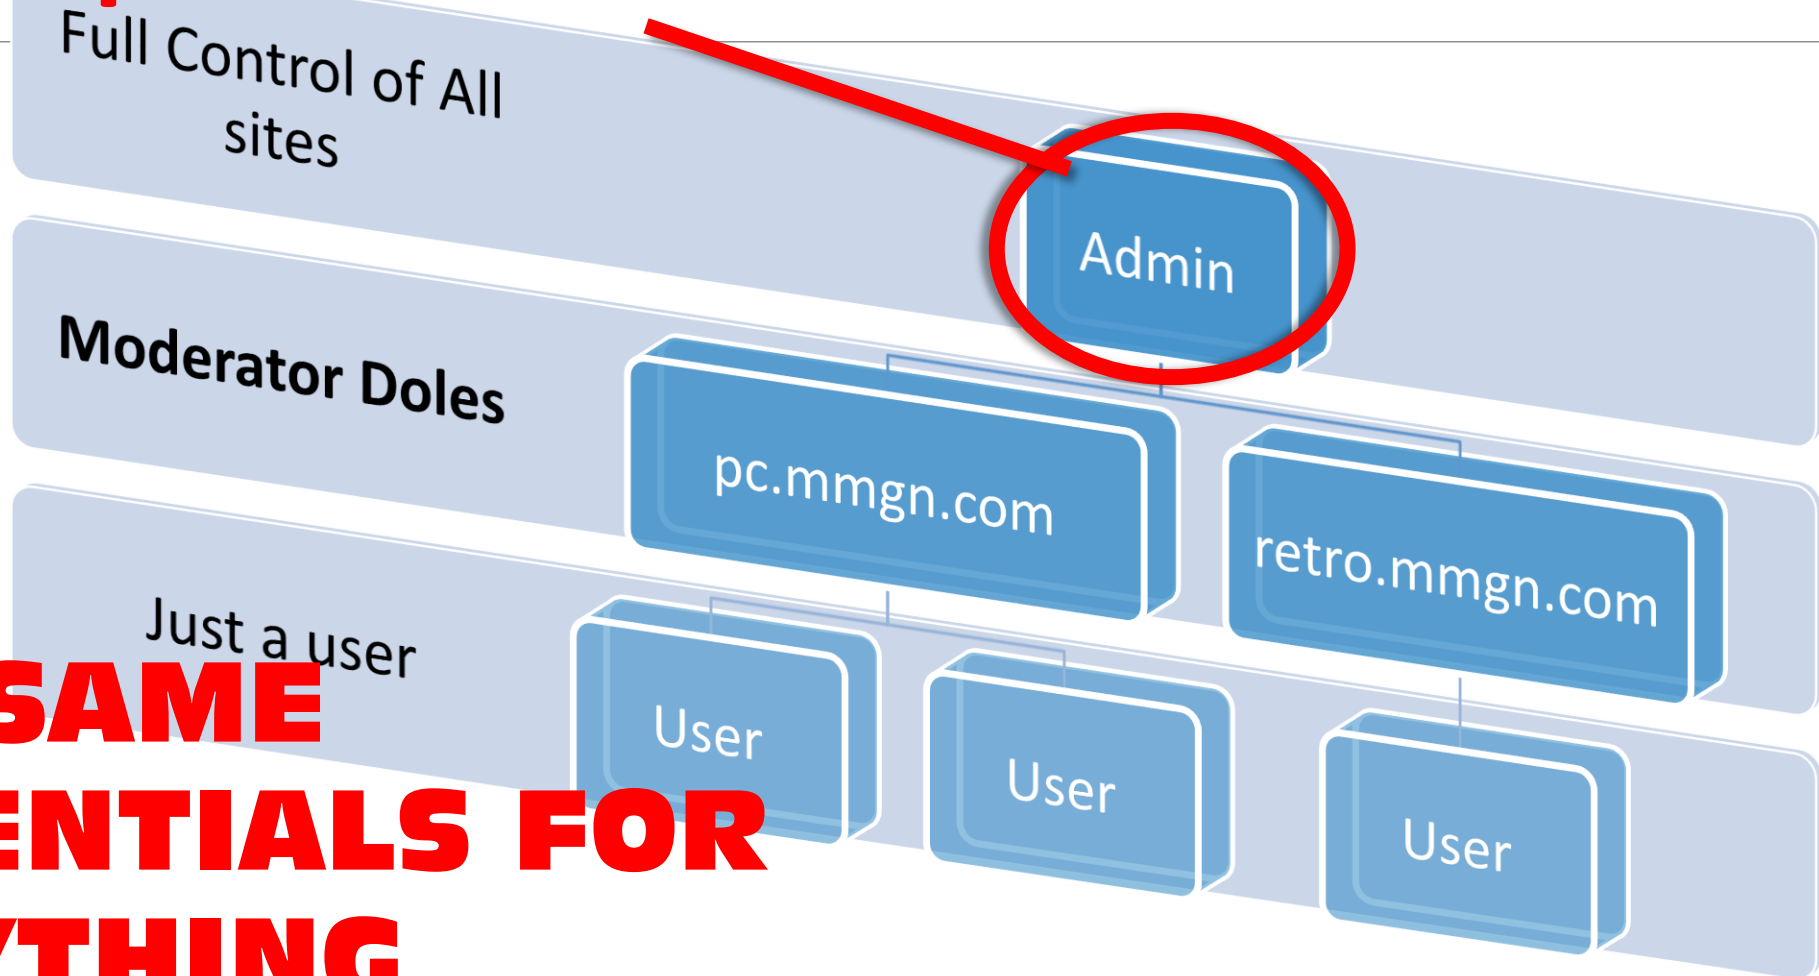 Full Control of All
sites
Admin
Moderator Doles
pc.mmgn.com
retro.mmgn.com
Just a user
User
User
User
SAME
ENTIALS FOR
YTHING